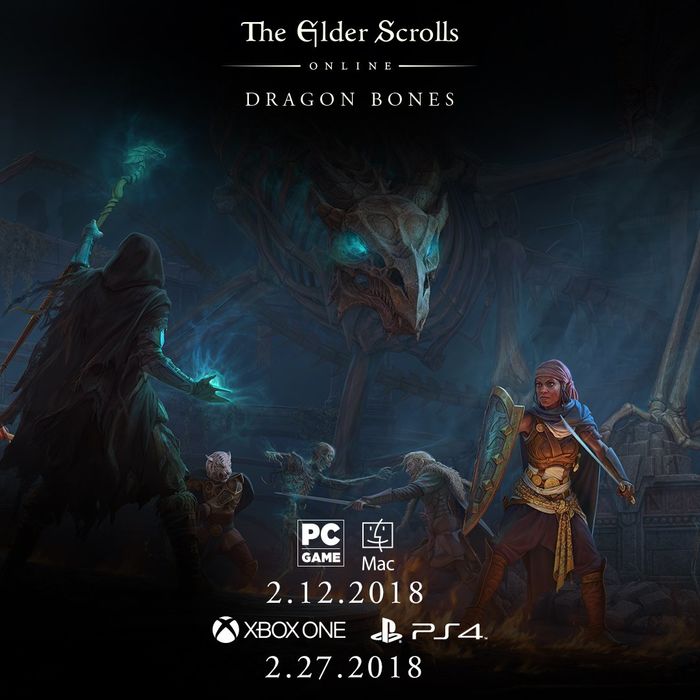 The Elder Scrolls
ONLINE
DRAGON BONES
PC
GAME
Mac
2.12.2018
XBOX ONE PS4
2.27.2018